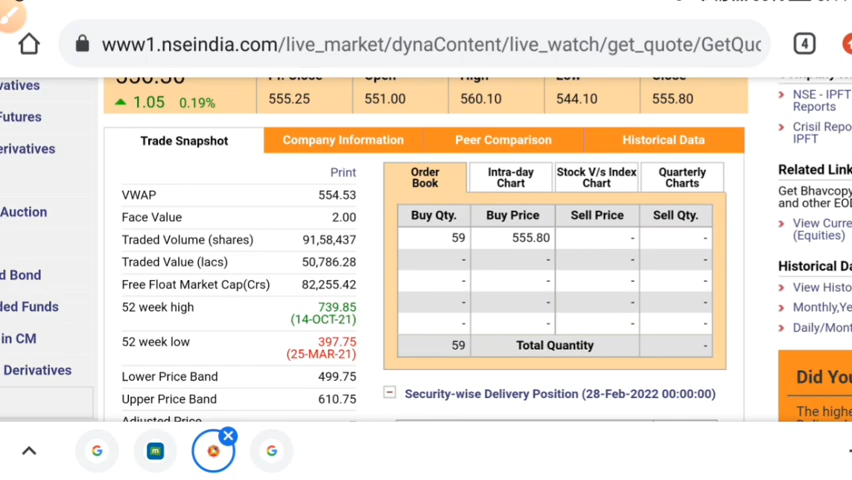 www1.nseindia.com/live_market/dynaContent/live_watch/get_quote/GetQuo
4
555.25 551.00 560.10 544.10 555.80
1.05 0.19%
vatives
Futures
erivatives
Auction
d Bond
ded Funds
in CM
Derivatives
Trade Snapshot
Company Information
Peer Comparison
Historical Data
Print
VWAP 554.53
Face Value 2.00
Traded Volume (shares) 91,58,437
Traded Value (lacs) 50,786.28
Free Float Market Cap(Crs) 82,255.42
52 week high 739.85
(14-OCT-21)
52 week low 397.75
(25-MAR-21)
Lower Price Band 499.75
Upper Price Band 610.75
Adjusted Price
Order
Book
Intra-day
Chart
Stock V/s Index
Chart
Quarterly
Charts
Buy Qty. Buy Price Sell Price Sell Qty.
59 555.80 - -
- - - -
- - - -
- - - -
- - - -
59 Total Quantity -
Security-wise Delivery Position (28-Feb-2022 00:00:00)
NSE - IPFT
Reports
Crisil Repo
IPFT
Related Link
Get Bhavcopy
and other EOD
View Curre
(Equities)
Historical Da
View Histo
Monthly,Ye
Daily/Mont
Did You
The highe